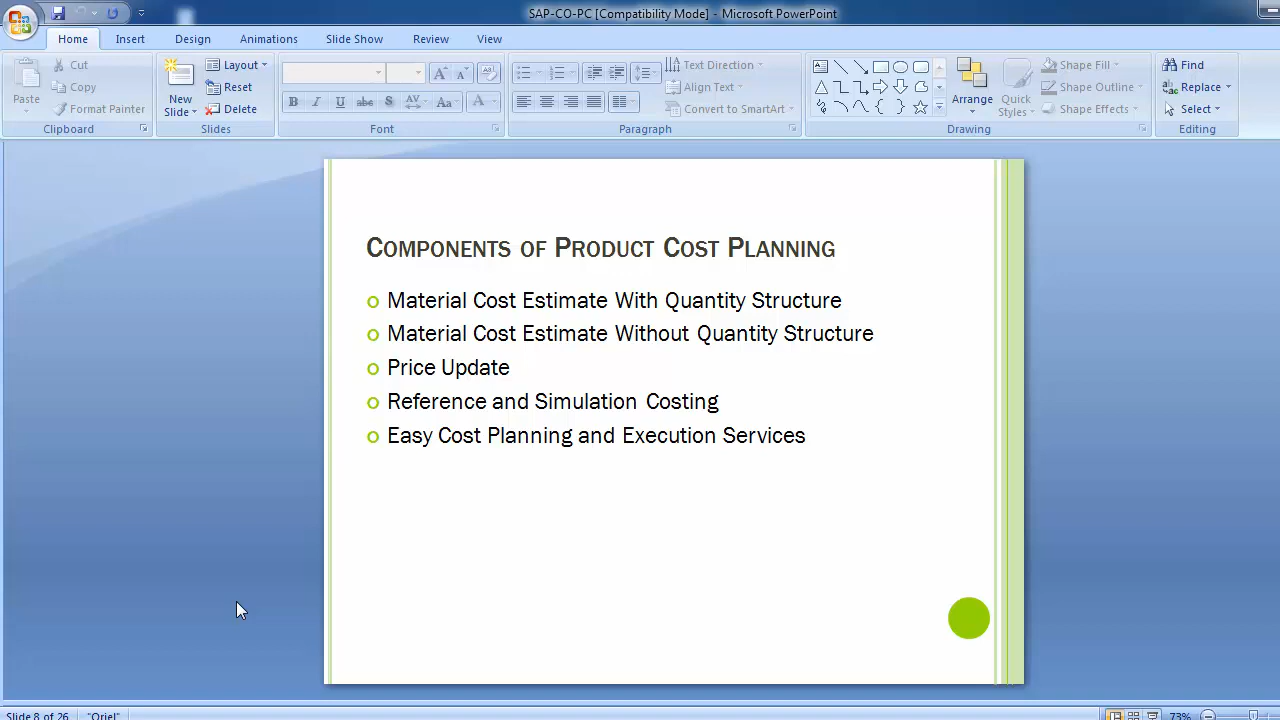 SAP-CO-PC [Compatibility Mode] - Microsoft PowerPoint
Home Insert Design Animations Slide Show Review View
Paste
Cut
Copy
Format Painter
Clipboard
New Slide
Layout
Reset
Delete
Slides
B I U abc S AV Aa A
Font
Text Direction
Align Text
Convert to SmartArt
Paragraph
Arrange
Quick Styles
Shape Fill
Shape Outline
Shape Effects
Drawing
Find
Replace
Select
Editing
COMPONENTS OF PRODUCT COST PLANNING
Material Cost Estimate With Quantity Structure
Material Cost Estimate Without Quantity Structure
Price Update
Reference and Simulation Costing
Easy Cost Planning and Execution Services
Slide 8 of 26 "Oriel" 73%